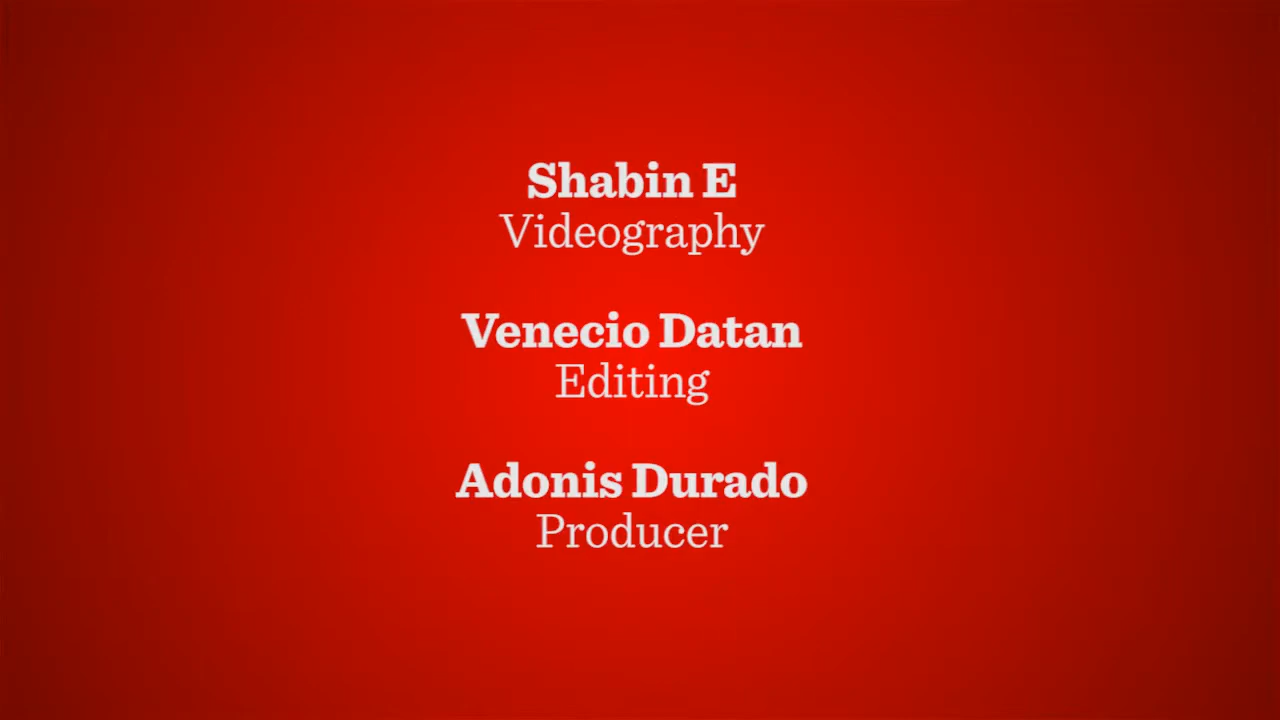 Shabin E
Videography
Venecio Datan
Editing
Adonis Durado
Producer